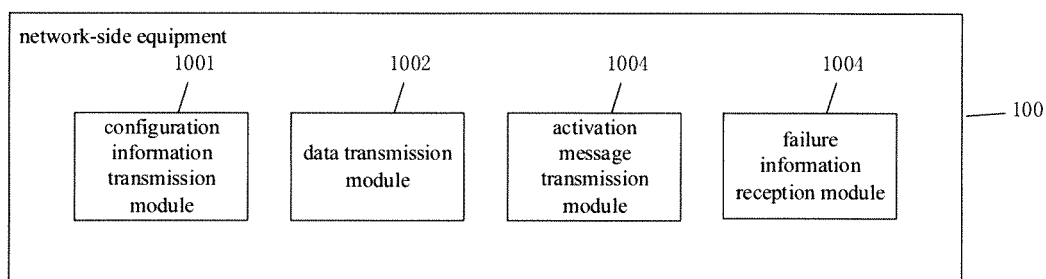 network-side equipment
1001
1002
1004
1004
100
configuration
information
transmission
module
data transmission
module
activation
message
transmission
module
failure
information
reception module